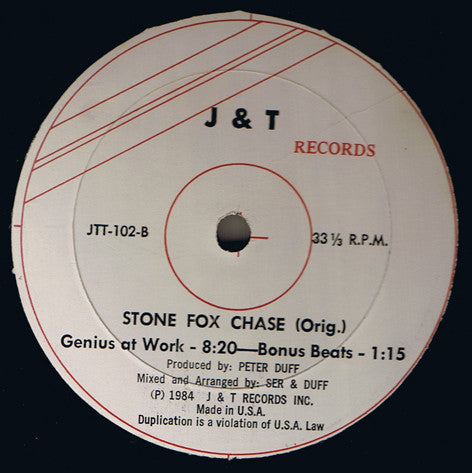 J & T
RECORDS
JTT-102-B
33 ⅓ R.P.M.
STONE FOX CHASE (Orig.)
Genius at Work - 8:20—Bonus Beats - 1:15
Produced by: PETER DUFF
Mixed and Arranged by: SER & DUFF
(P) 1984 J & T RECORDS INC.
Made in U.S.A.
Duplication is a violation of U.S.A. Law